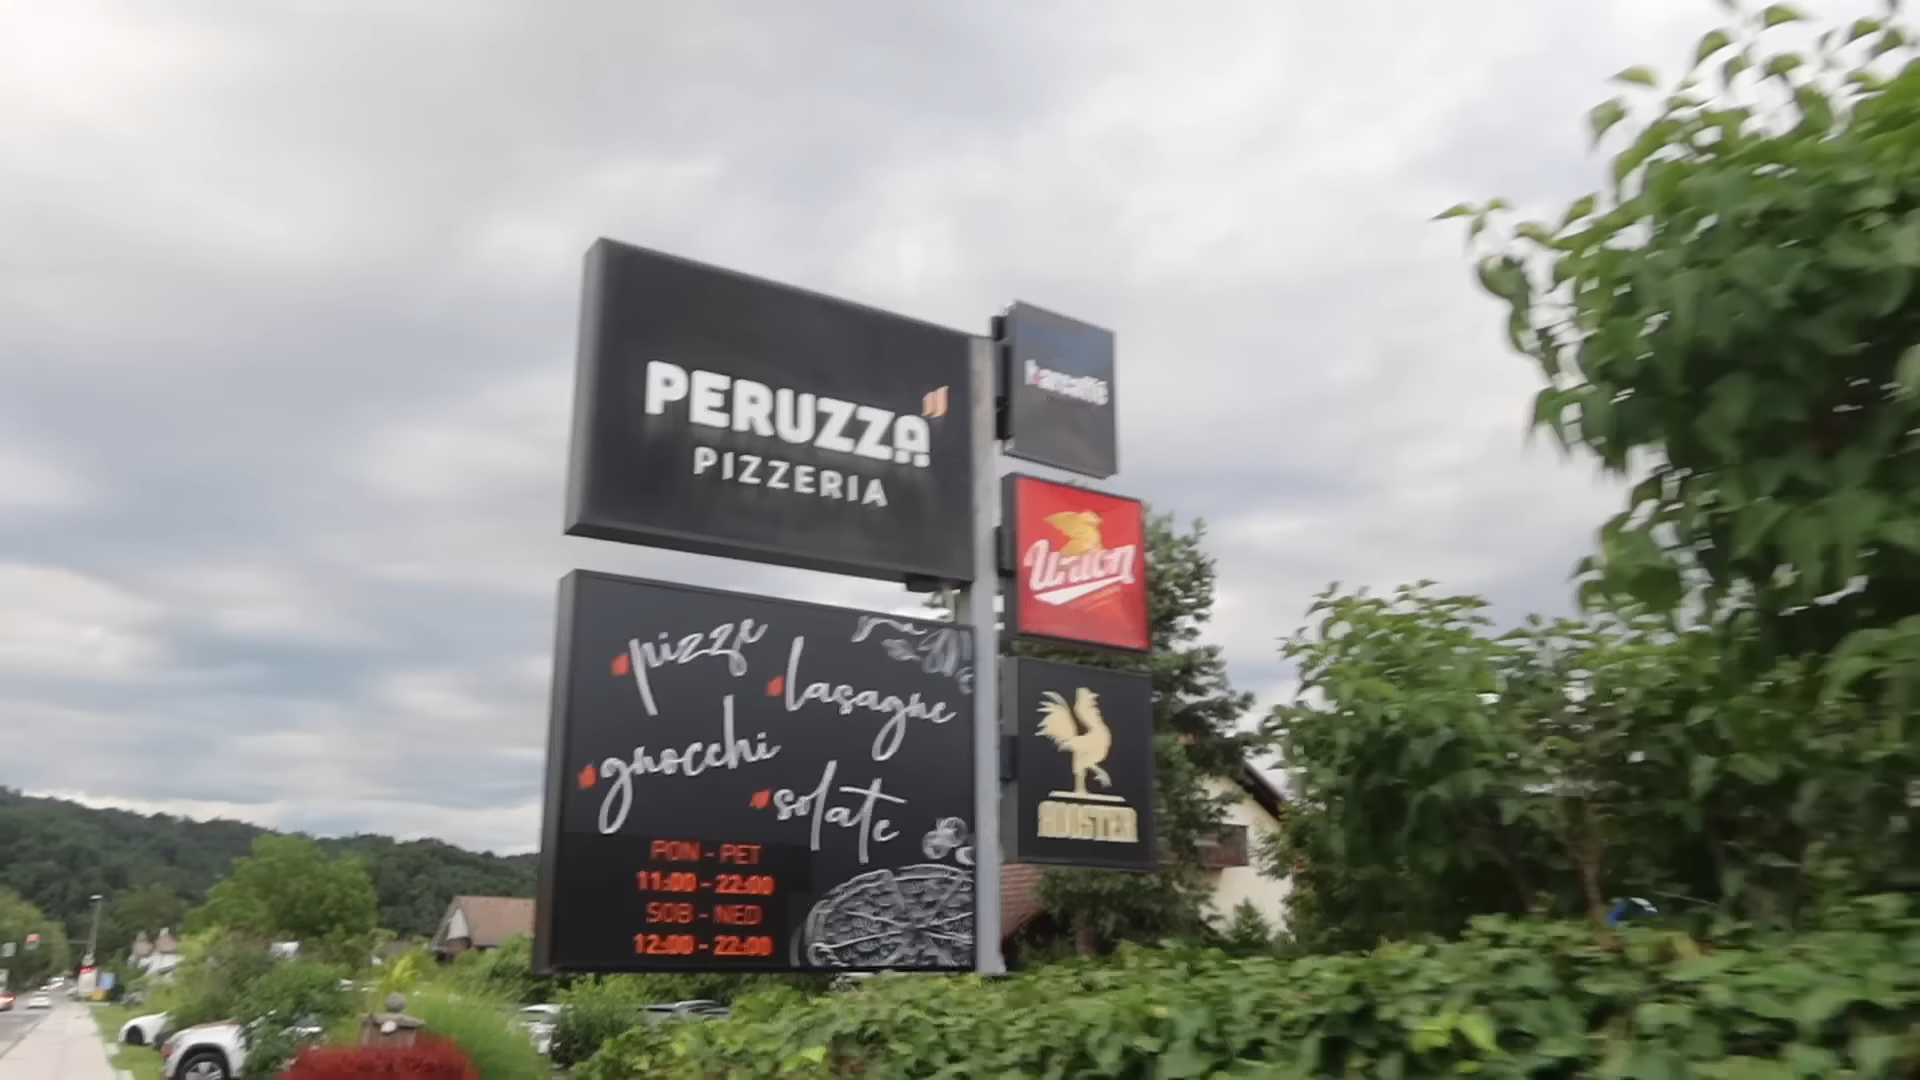 PERUZZA
PIZZERIA
barcaffè
Union
pizze
lasagne
gnocchi
solate
ROOSTER
PON - PET
11:00 - 22:00
SOB - NED
12:00 - 22:00